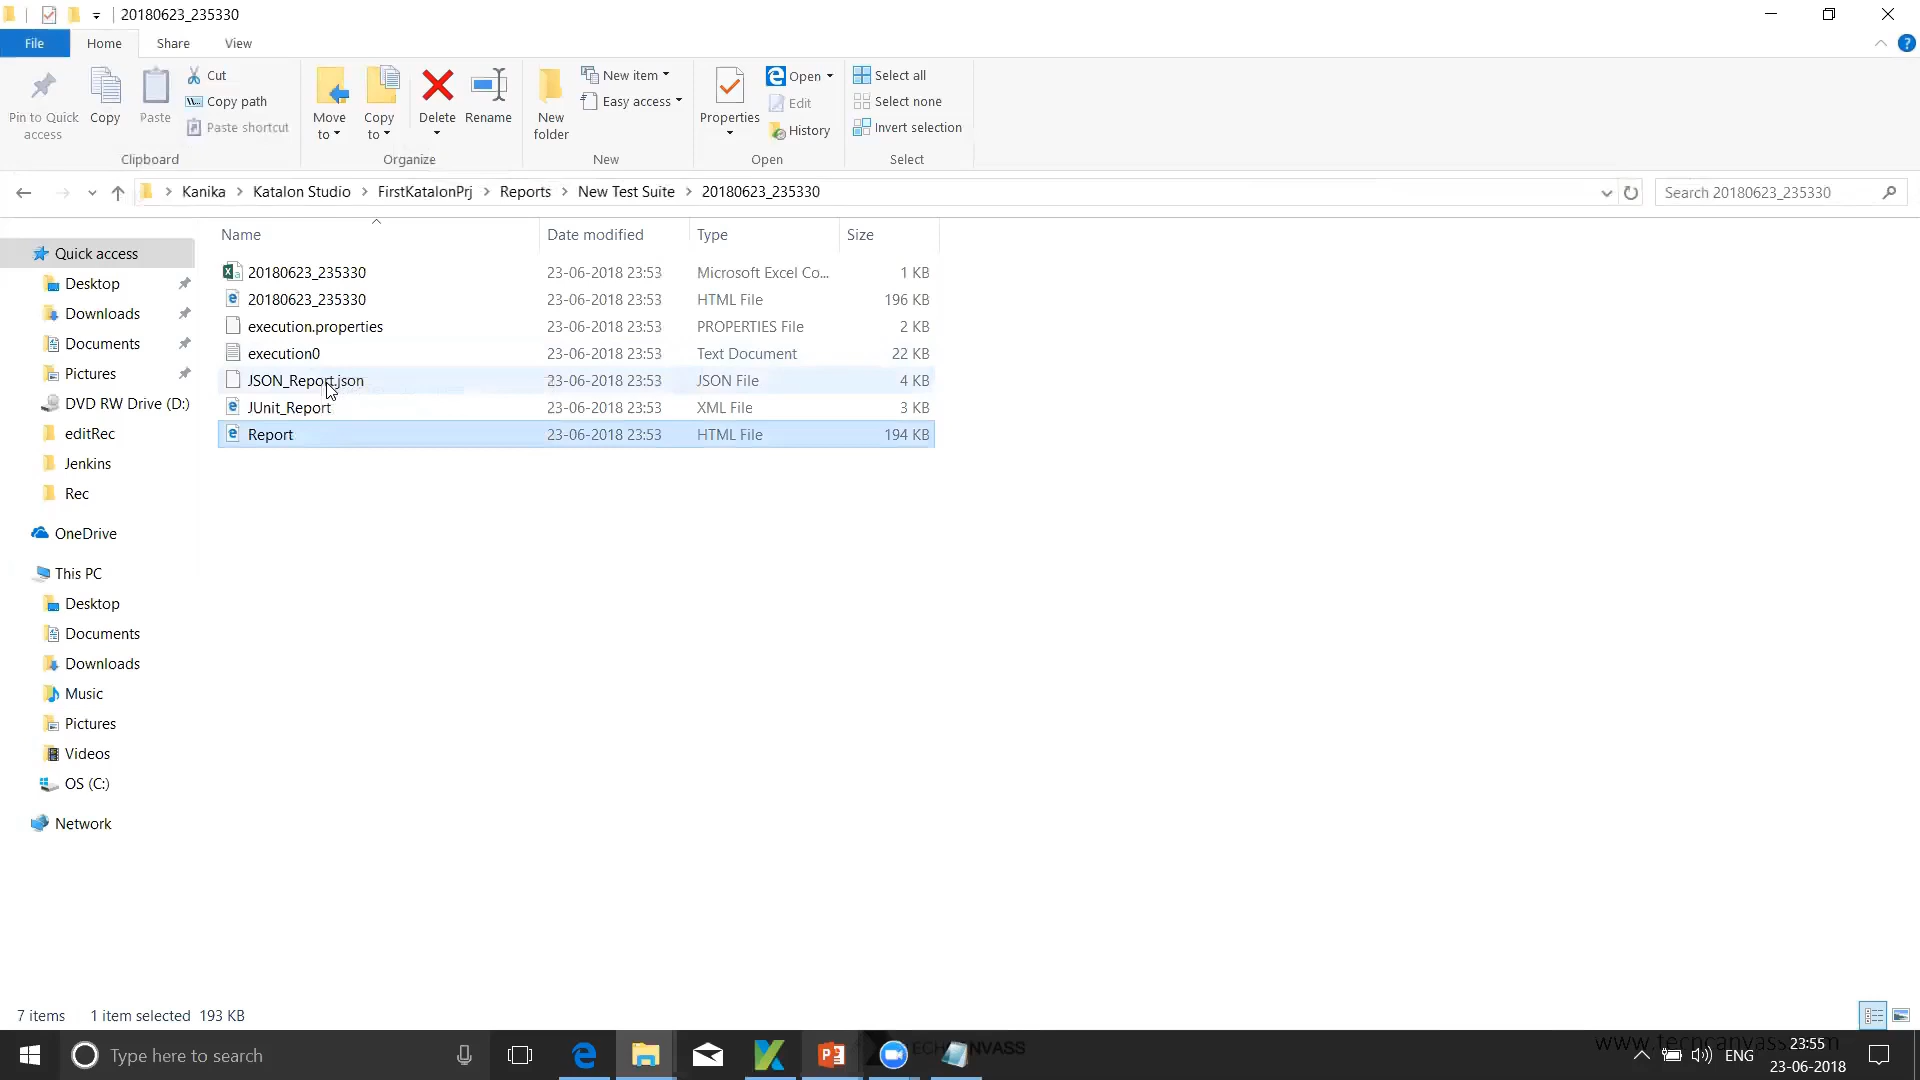 20180623_235330
File Home Share View
Pin to Quick access
Copy
Paste
Cut
Copy path
Paste shortcut
Clipboard
Move to
Copy to
Delete
Rename
Organize
New folder
New item
Easy access
New
Properties
Open
Edit
History
Open
Select all
Select none
Invert selection
Select
Kanika Katalon Studio FirstKatalonPrj Reports New Test Suite 20180623_235330
Search 20180623_235330
Name Date modified Type Size
20180623_235330 23-06-2018 23:53 Microsoft Excel Co... 1 KB
20180623_235330 23-06-2018 23:53 HTML File 196 KB
execution.properties 23-06-2018 23:53 PROPERTIES File 2 KB
execution0 23-06-2018 23:53 Text Document 22 KB
JSON_Report.json 23-06-2018 23:53 JSON File 4 KB
JUnit_Report 23-06-2018 23:53 XML File 3 KB
Report 23-06-2018 23:53 HTML File 194 KB
Quick access
Desktop
Downloads
Documents
Pictures
DVD RW Drive (D:)
editRec
Jenkins
Rec
OneDrive
This PC
Desktop
Documents
Downloads
Music
Pictures
Videos
OS (C:)
Network
7 items 1 item selected 193 KB
Type here to search
ENG
23:55
23-06-2018